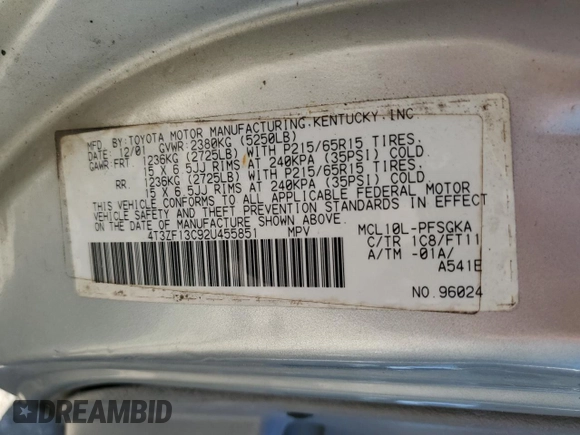 MFD. BY:TOYOTA MOTOR MANUFACTURING.KENTUCKY.INC
DATE 12/01 GVWR:2380KG (5250LB)
GAWR FRT 1236KG (2725LB) WITH P215/65R15 TIRES.
15 X 6.5JJ RIMS AT 240KPA (35PSI) COLD
RR. 1236KG (2725LB) WITH P215/65R15 TIRES.
15 X 6.5JJ RIMS AT 240KPA (35PSI) COLD.
THIS VEHICLE CONFORMS TO ALL APPLICABLE FEDERAL MOTOR
VEHICLE SAFETY AND THEFT PREVENTION STANDARDS IN EFFECT
ON THE DATE OF MANUFACTURE SHOWN ABOVE.
4T3ZF13C92U455851 MPV
MCL10L-PFSGKA
C/TR 1C8/FT11
A/TM -01A/
A541E
NO.96024
DREAMBID